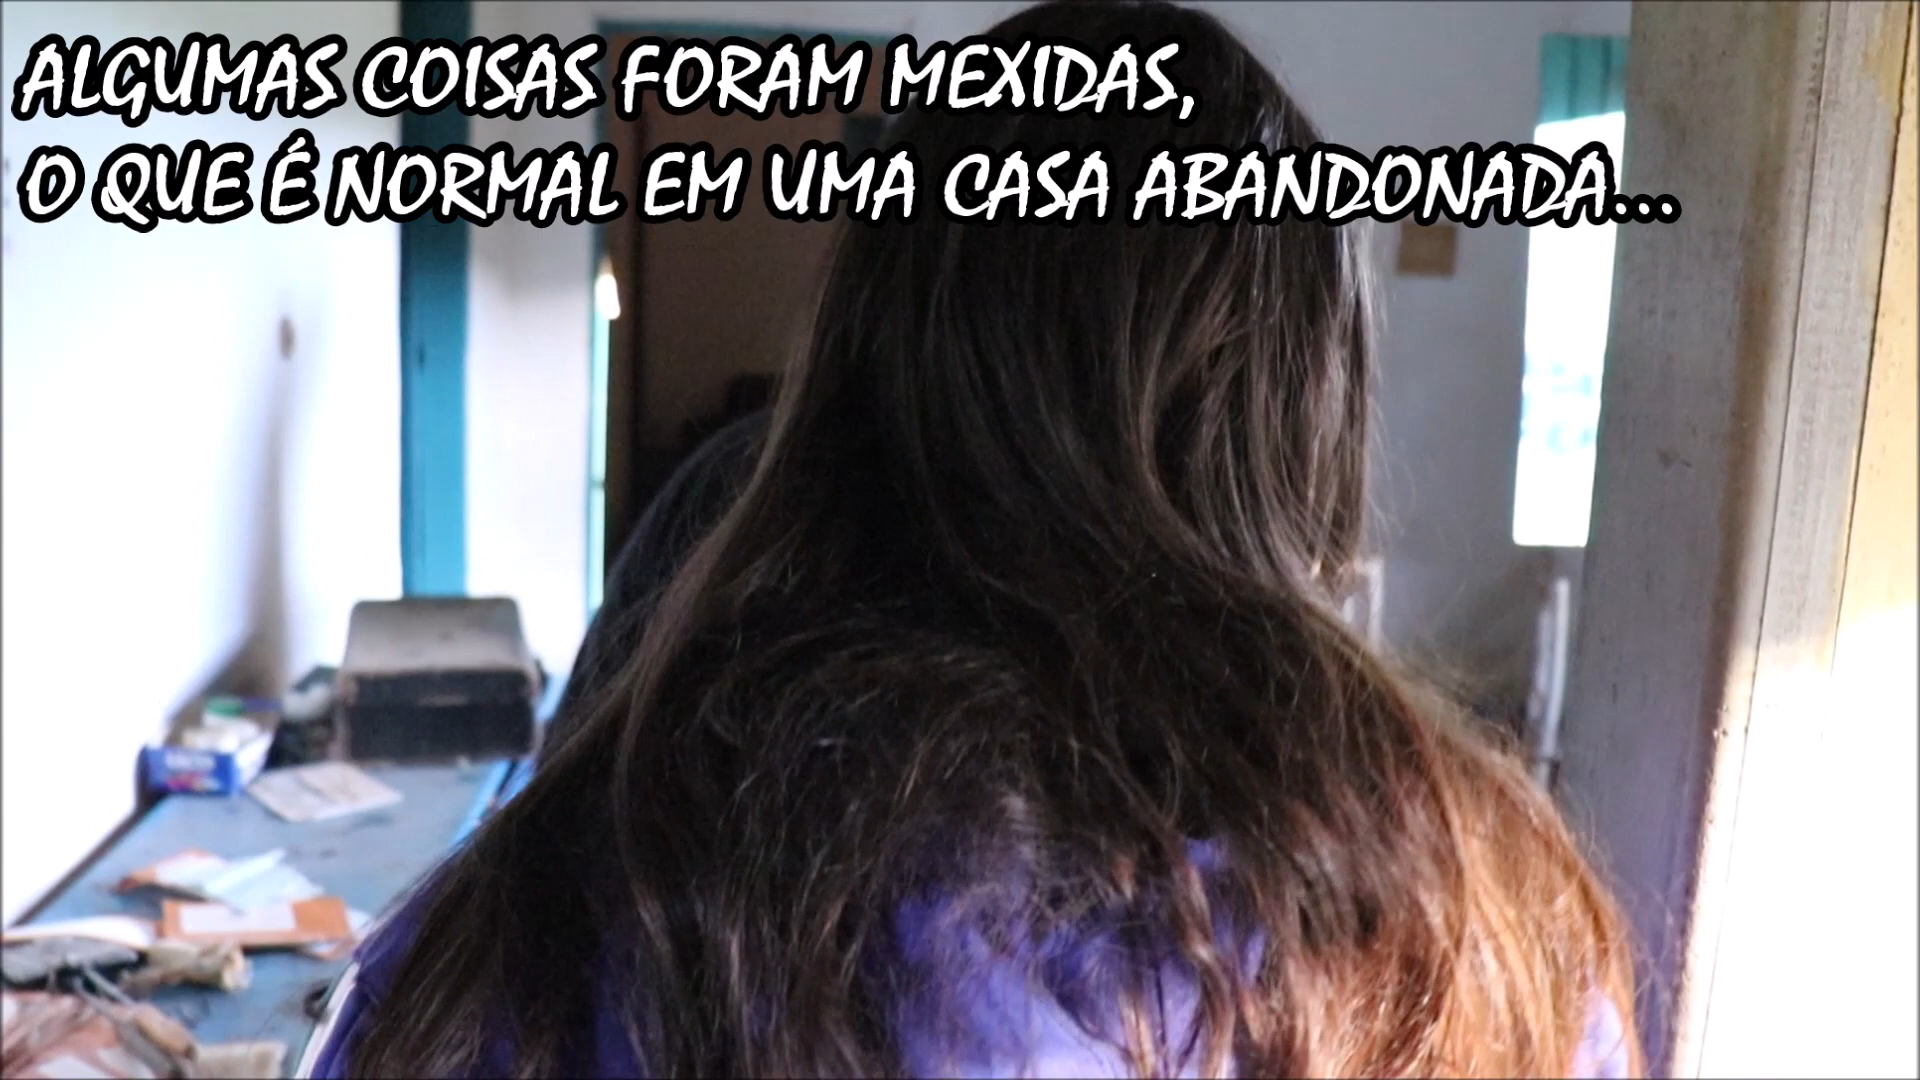 ALGUMAS COISAS FORAM MEXIDAS,
O QUE É NORMAL EM UMA CASA ABANDONADA...